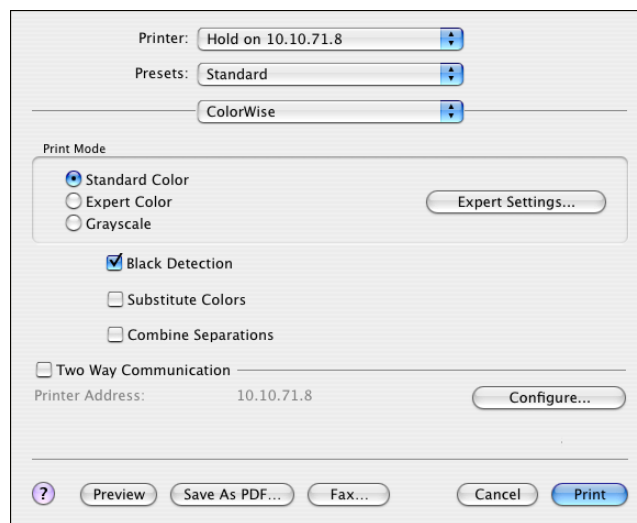 Printer: Hold on 10.10.71.8
Presets: Standard
ColorWise
Print Mode
Standard Color
Expert Color
Expert Settings...
Grayscale
Black Detection
Substitute Colors
Combine Separations
Two Way Communication
Printer Address: 10.10.71.8
Configure...
? Preview Save As PDF... Fax... Cancel Print